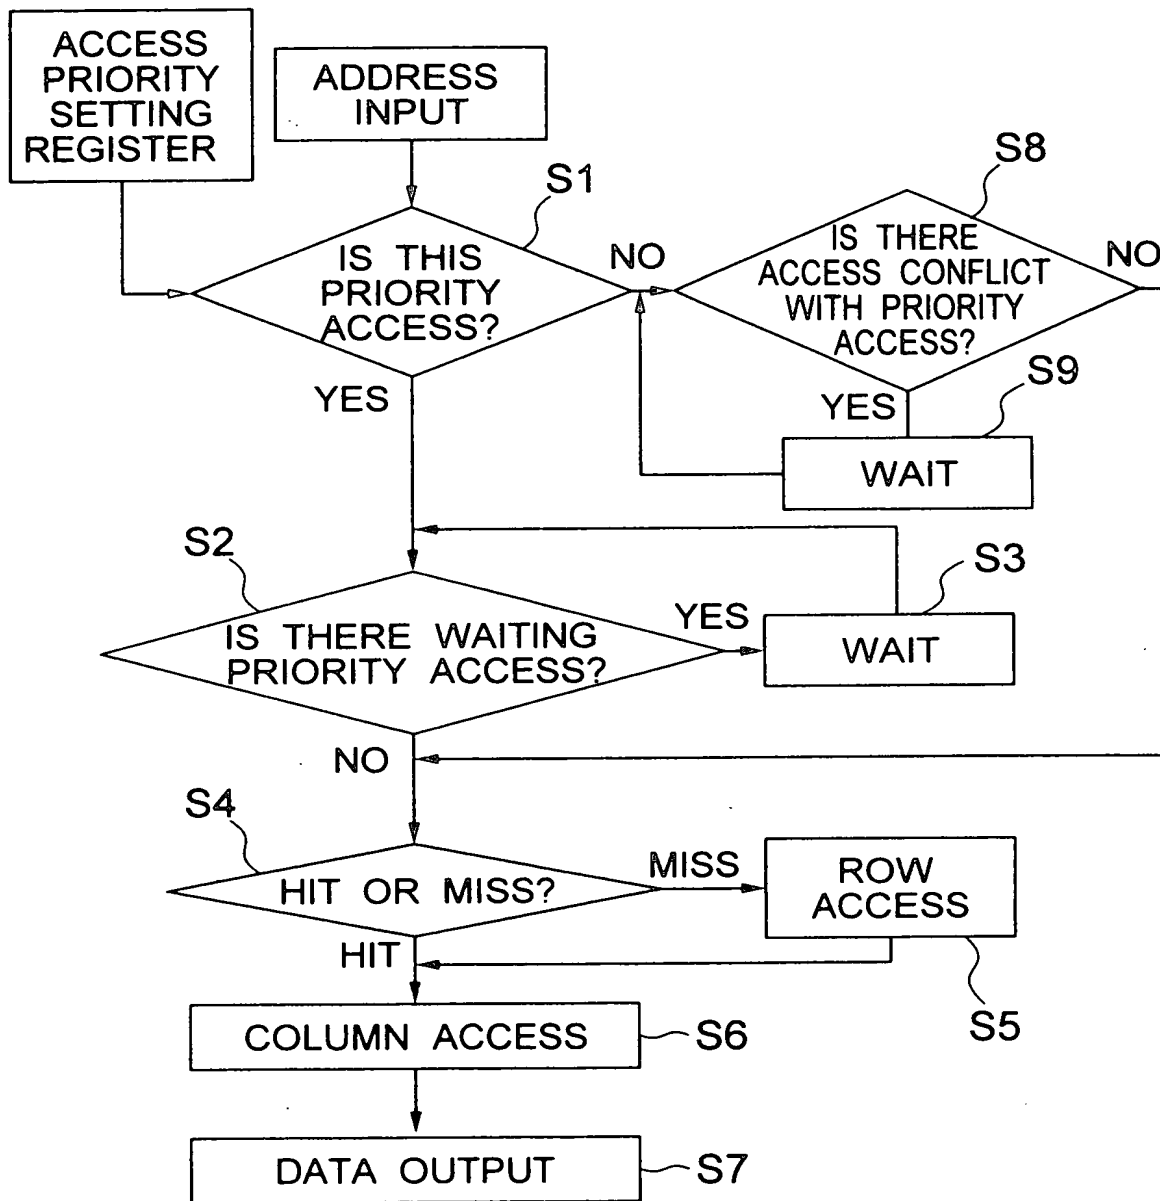 ACCESS
PRIORITY
SETTING
REGISTER
ADDRESS
INPUT
S1
IS THIS
PRIORITY
ACCESS?
NO
YES
S8
IS THERE
ACCESS CONFLICT
WITH PRIORITY
ACCESS?
NO
YES
S9
WAIT
S2
IS THERE WAITING
PRIORITY ACCESS?
YES
S3
WAIT
NO
S4
HIT OR MISS?
MISS
ROW
ACCESS
S5
HIT
COLUMN ACCESS
S6
DATA OUTPUT
S7